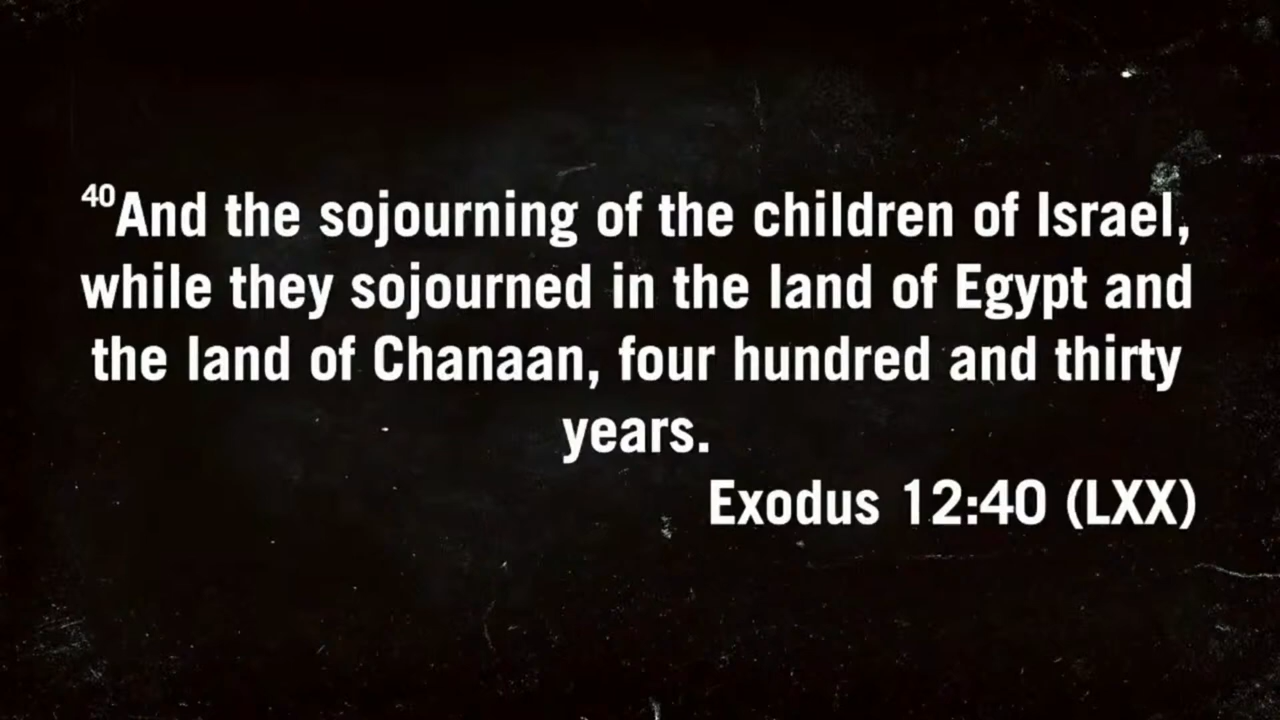 ⁴⁰And the sojourning of the children of Israel,
while they sojourned in the land of Egypt and
the land of Chanaan, four hundred and thirty
years.
Exodus 12:40 (LXX)